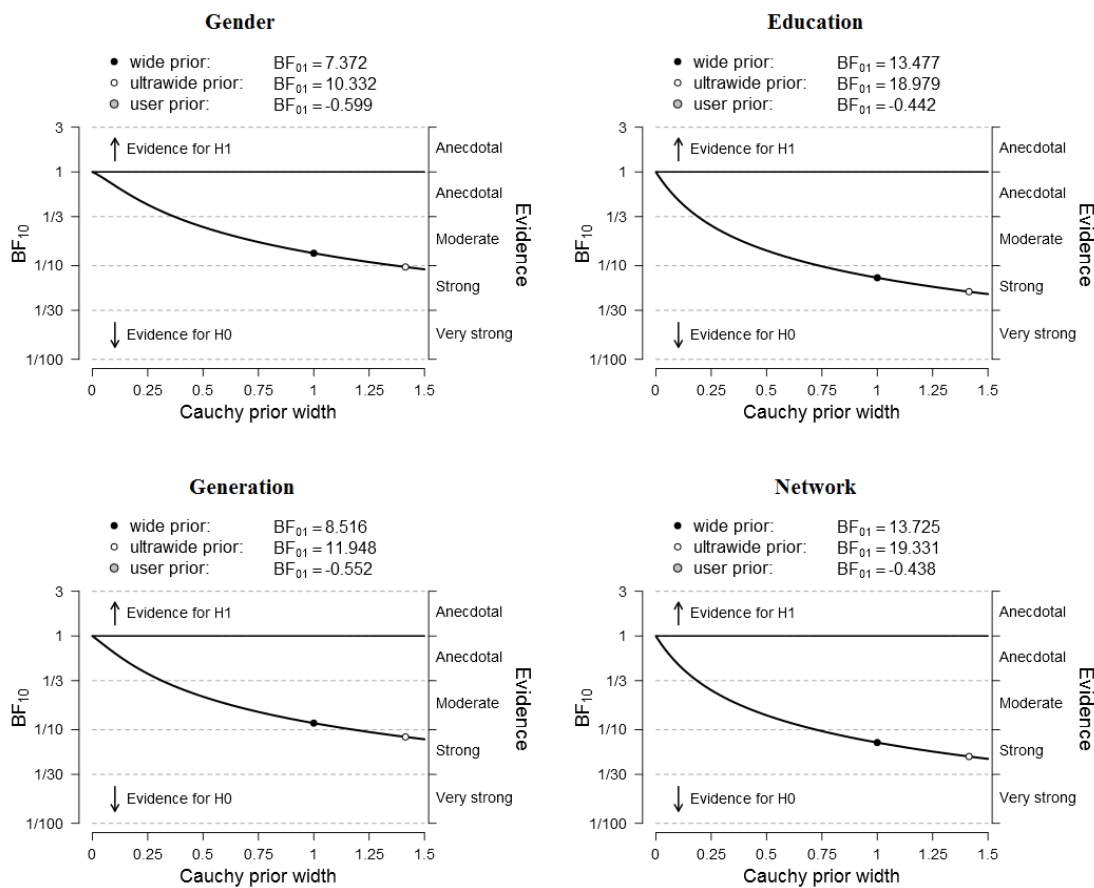 Gender
wide prior: BF01 = 7.372
ultrawide prior: BF01 = 10.332
user prior: BF01 = -0.599
3
1
1/3
1/10
1/30
1/100
BF10
Evidence for H1
Evidence for H0
Anecdotal
Anecdotal
Moderate
Strong
Very strong
Evidence
0 0.25 0.5 0.75 1 1.25 1.5
Cauchy prior width
Education
wide prior: BF01 = 13.477
ultrawide prior: BF01 = 18.979
user prior: BF01 = -0.442
3
1
1/3
1/10
1/30
1/100
BF10
Evidence for H1
Evidence for H0
Anecdotal
Anecdotal
Moderate
Strong
Very strong
Evidence
0 0.25 0.5 0.75 1 1.25 1.5
Cauchy prior width
Generation
wide prior: BF01 = 8.516
ultrawide prior: BF01 = 11.948
user prior: BF01 = -0.552
3
1
1/3
1/10
1/30
1/100
BF10
Evidence for H1
Evidence for H0
Anecdotal
Anecdotal
Moderate
Strong
Very strong
Evidence
0 0.25 0.5 0.75 1 1.25 1.5
Cauchy prior width
Network
wide prior: BF01 = 13.725
ultrawide prior: BF01 = 19.331
user prior: BF01 = -0.438
3
1
1/3
1/10
1/30
1/100
BF10
Evidence for H1
Evidence for H0
Anecdotal
Anecdotal
Moderate
Strong
Very strong
Evidence
0 0.25 0.5 0.75 1 1.25 1.5
Cauchy prior width